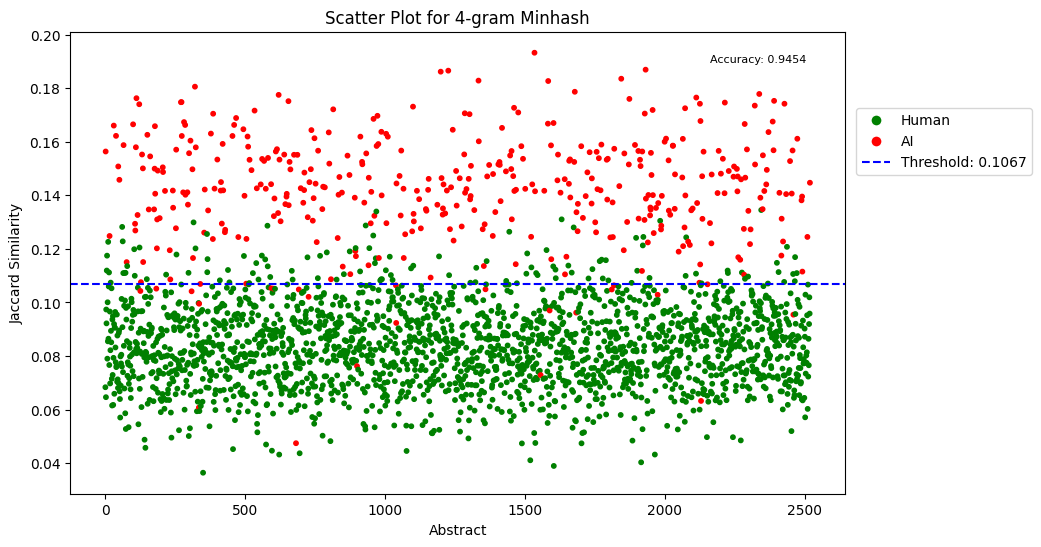 Scatter Plot for 4-gram Minhash
Accuracy: 0.9454
Human
AI
Threshold: 0.1067
Jaccard Similarity
0.20
0.18
0.16
0.14
0.12
0.10
0.08
0.06
0.04
0
500
1000
1500
2000
2500
Abstract